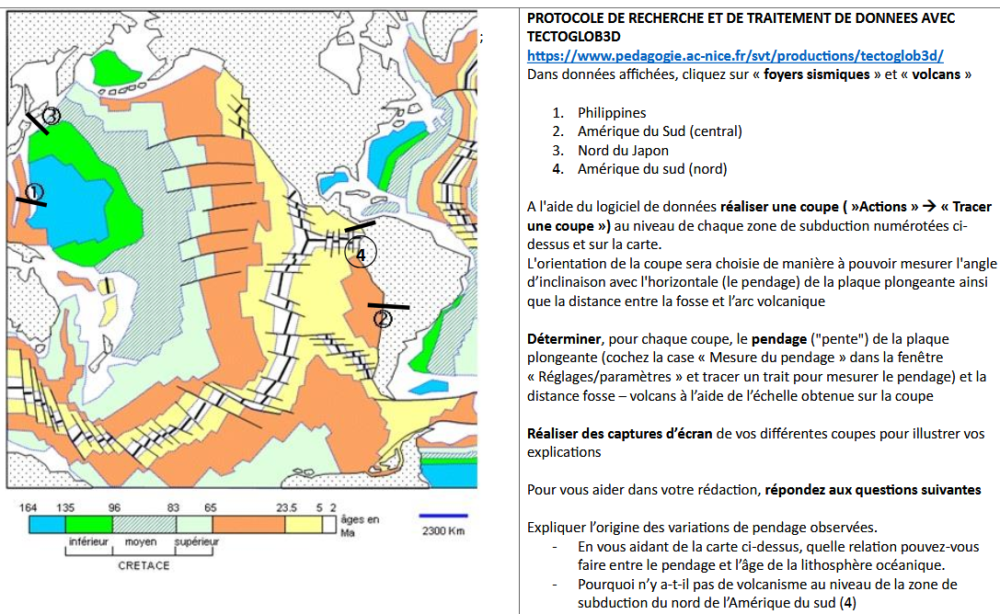 ③
①
4
②
164 135 96 83 65 23.5 5 2
âges en
Ma
inférieur moyen supérieur
CRETACE
2300 Km
;
PROTOCOLE DE RECHERCHE ET DE TRAITEMENT DE DONNEES AVEC
TECTOGLOB3D
https://www.pedagogie.ac-nice.fr/svt/productions/tectoglob3d/
Dans données affichées, cliquez sur « foyers sismiques » et « volcans »
1. Philippines
2. Amérique du Sud (central)
3. Nord du Japon
4. Amérique du sud (nord)
A l'aide du logiciel de données réaliser une coupe ( »Actions » → « Tracer
une coupe ») au niveau de chaque zone de subduction numérotées ci-
dessus et sur la carte.
L'orientation de la coupe sera choisie de manière à pouvoir mesurer l'angle
d’inclinaison avec l'horizontale (le pendage) de la plaque plongeante ainsi
que la distance entre la fosse et l’arc volcanique
Déterminer, pour chaque coupe, le pendage ("pente") de la plaque
plongeante (cochez la case « Mesure du pendage » dans la fenêtre
« Réglages/paramètres » et tracer un trait pour mesurer le pendage) et la
distance fosse – volcans à l’aide de l’échelle obtenue sur la coupe
Réaliser des captures d’écran de vos différentes coupes pour illustrer vos
explications
Pour vous aider dans votre rédaction, répondez aux questions suivantes
Expliquer l’origine des variations de pendage observées.
- En vous aidant de la carte ci-dessus, quelle relation pouvez-vous
faire entre le pendage et l’âge de la lithosphère océanique.
- Pourquoi n’y a-t-il pas de volcanisme au niveau de la zone de
subduction du nord de l’Amérique du sud (4)